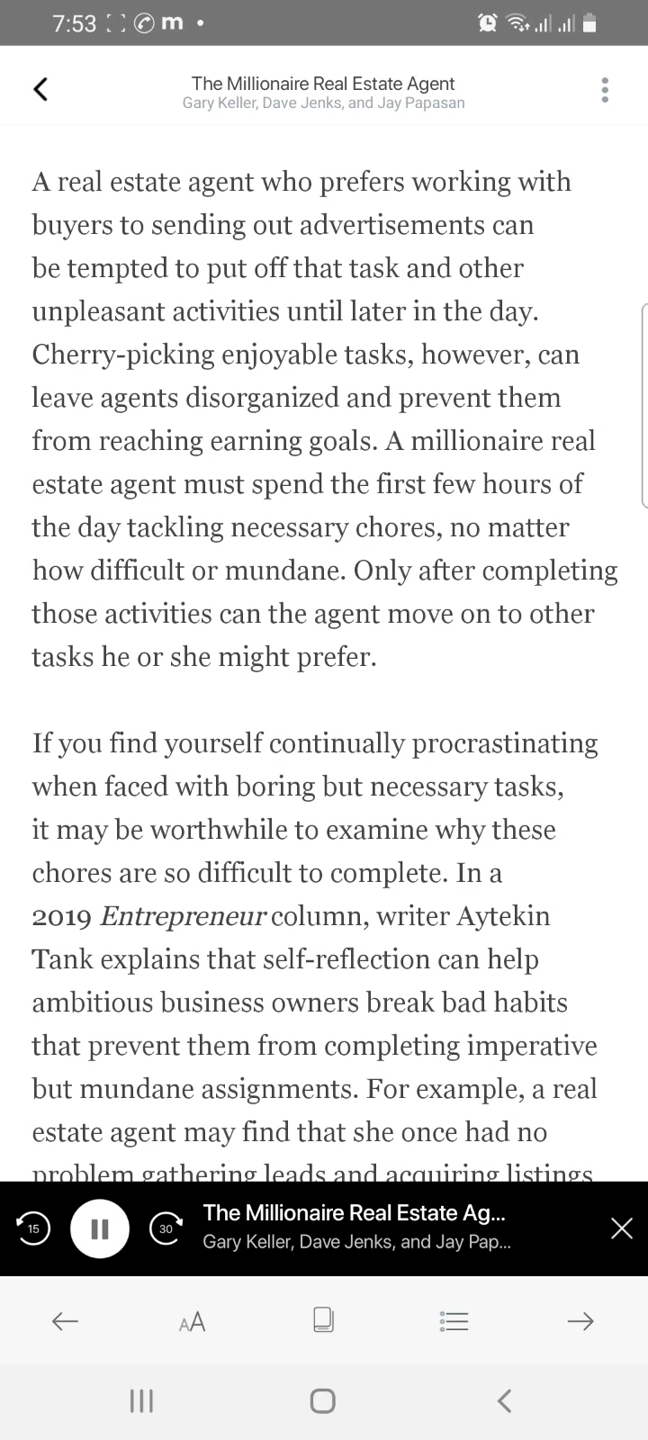 7:53 m
The Millionaire Real Estate Agent
Gary Keller, Dave Jenks, and Jay Papasan
A real estate agent who prefers working with
buyers to sending out advertisements can
be tempted to put off that task and other
unpleasant activities until later in the day.
Cherry-picking enjoyable tasks, however, can
leave agents disorganized and prevent them
from reaching earning goals. A millionaire real
estate agent must spend the first few hours of
the day tackling necessary chores, no matter
how difficult or mundane. Only after completing
those activities can the agent move on to other
tasks he or she might prefer.
If you find yourself continually procrastinating
when faced with boring but necessary tasks,
it may be worthwhile to examine why these
chores are so difficult to complete. In a
2019 Entrepreneur column, writer Aytekin
Tank explains that self-reflection can help
ambitious business owners break bad habits
that prevent them from completing imperative
but mundane assignments. For example, a real
estate agent may find that she once had no
problem gathering leads and acquiring listings
15 30 The Millionaire Real Estate Ag...
Gary Keller, Dave Jenks, and Jay Pap...
AA